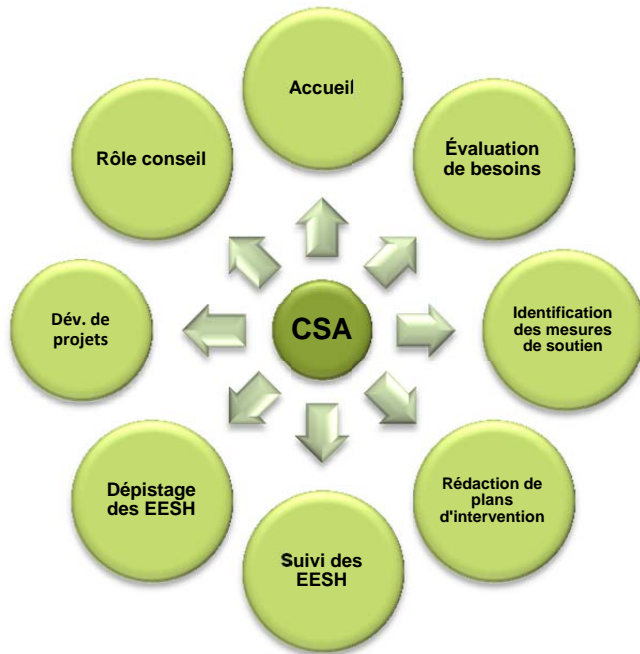 Accueil
Évaluation
de besoins
Identification
des mesures
de soutien
Rédaction de
plans
d'intervention
Suivi des
EESH
Dépistage
des EESH
Dév. de
projets
Rôle conseil
CSA